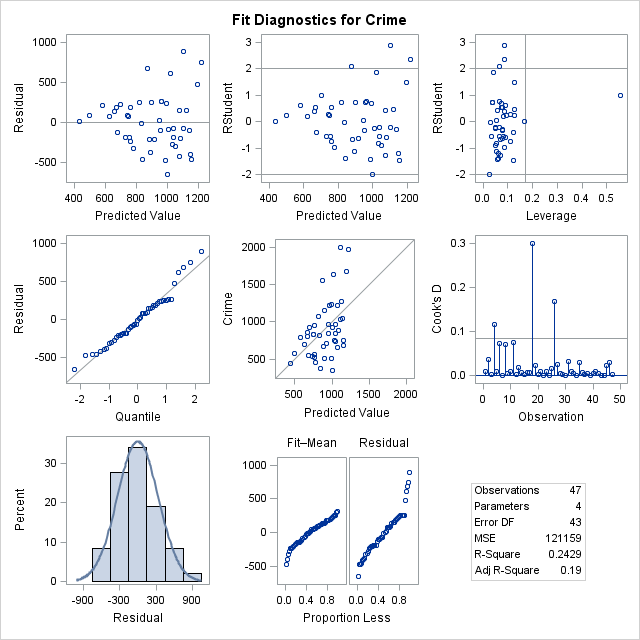 Fit Diagnostics for Crime
1000
500
0
-500
Residual
400 600 800 1000 1200
Predicted Value
3
2
1
0
-1
-2
RStudent
400 600 800 1000 1200
Predicted Value
3
2
1
0
-1
-2
RStudent
0.0 0.1 0.2 0.3 0.4 0.5
Leverage
1000
500
0
-500
Residual
-2 -1 0 1 2
Quantile
2000
1500
1000
500
Crime
500 1000 1500 2000
Predicted Value
0.3
0.2
0.1
0.0
Cook's D
0 10 20 30 40 50
Observation
30
20
10
0
Percent
-900 -300 300 900
Residual
Fit–Mean Residual
1000
500
0
-500
0.0 0.4 0.8 0.0 0.4 0.8
Proportion Less
Observations 47
Parameters 4
Error DF 43
MSE 121159
R-Square 0.2429
Adj R-Square 0.19